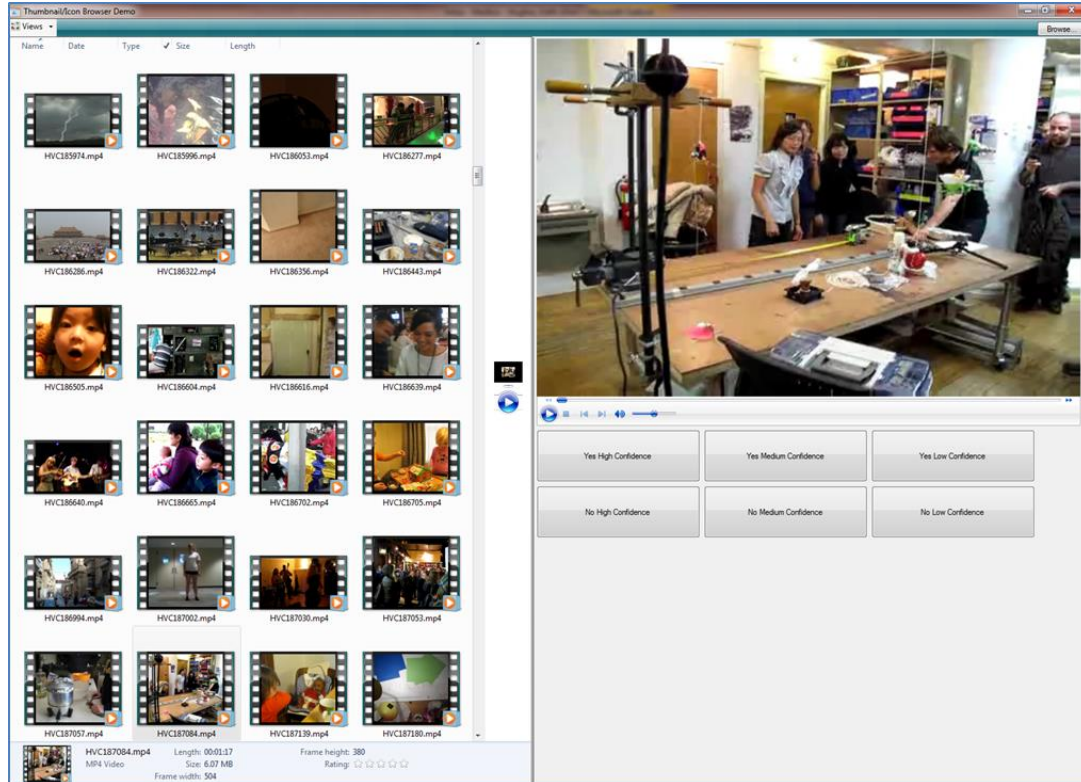 Thumbnail/Icon Browser Demo
Views
Browse...
Name Date Type Size Length
HVC185974.mp4 HVC185996.mp4 HVC186053.mp4 HVC186277.mp4
HVC186286.mp4 HVC186322.mp4 HVC186356.mp4 HVC186443.mp4
HVC186505.mp4 HVC186604.mp4 HVC186616.mp4 HVC186639.mp4
HVC186640.mp4 HVC186665.mp4 HVC186702.mp4 HVC186705.mp4
HVC186994.mp4 HVC187002.mp4 HVC187030.mp4 HVC187053.mp4
HVC187057.mp4 HVC187084.mp4 HVC187139.mp4 HVC187180.mp4
HVC187084.mp4 Length: 00:01:17 Frame height: 380
MP4 Video Size: 6.07 MB Rating:
Frame width: 504
Yes High Confidence Yes Medium Confidence Yes Low Confidence
No High Confidence No Medium Confidence No Low Confidence